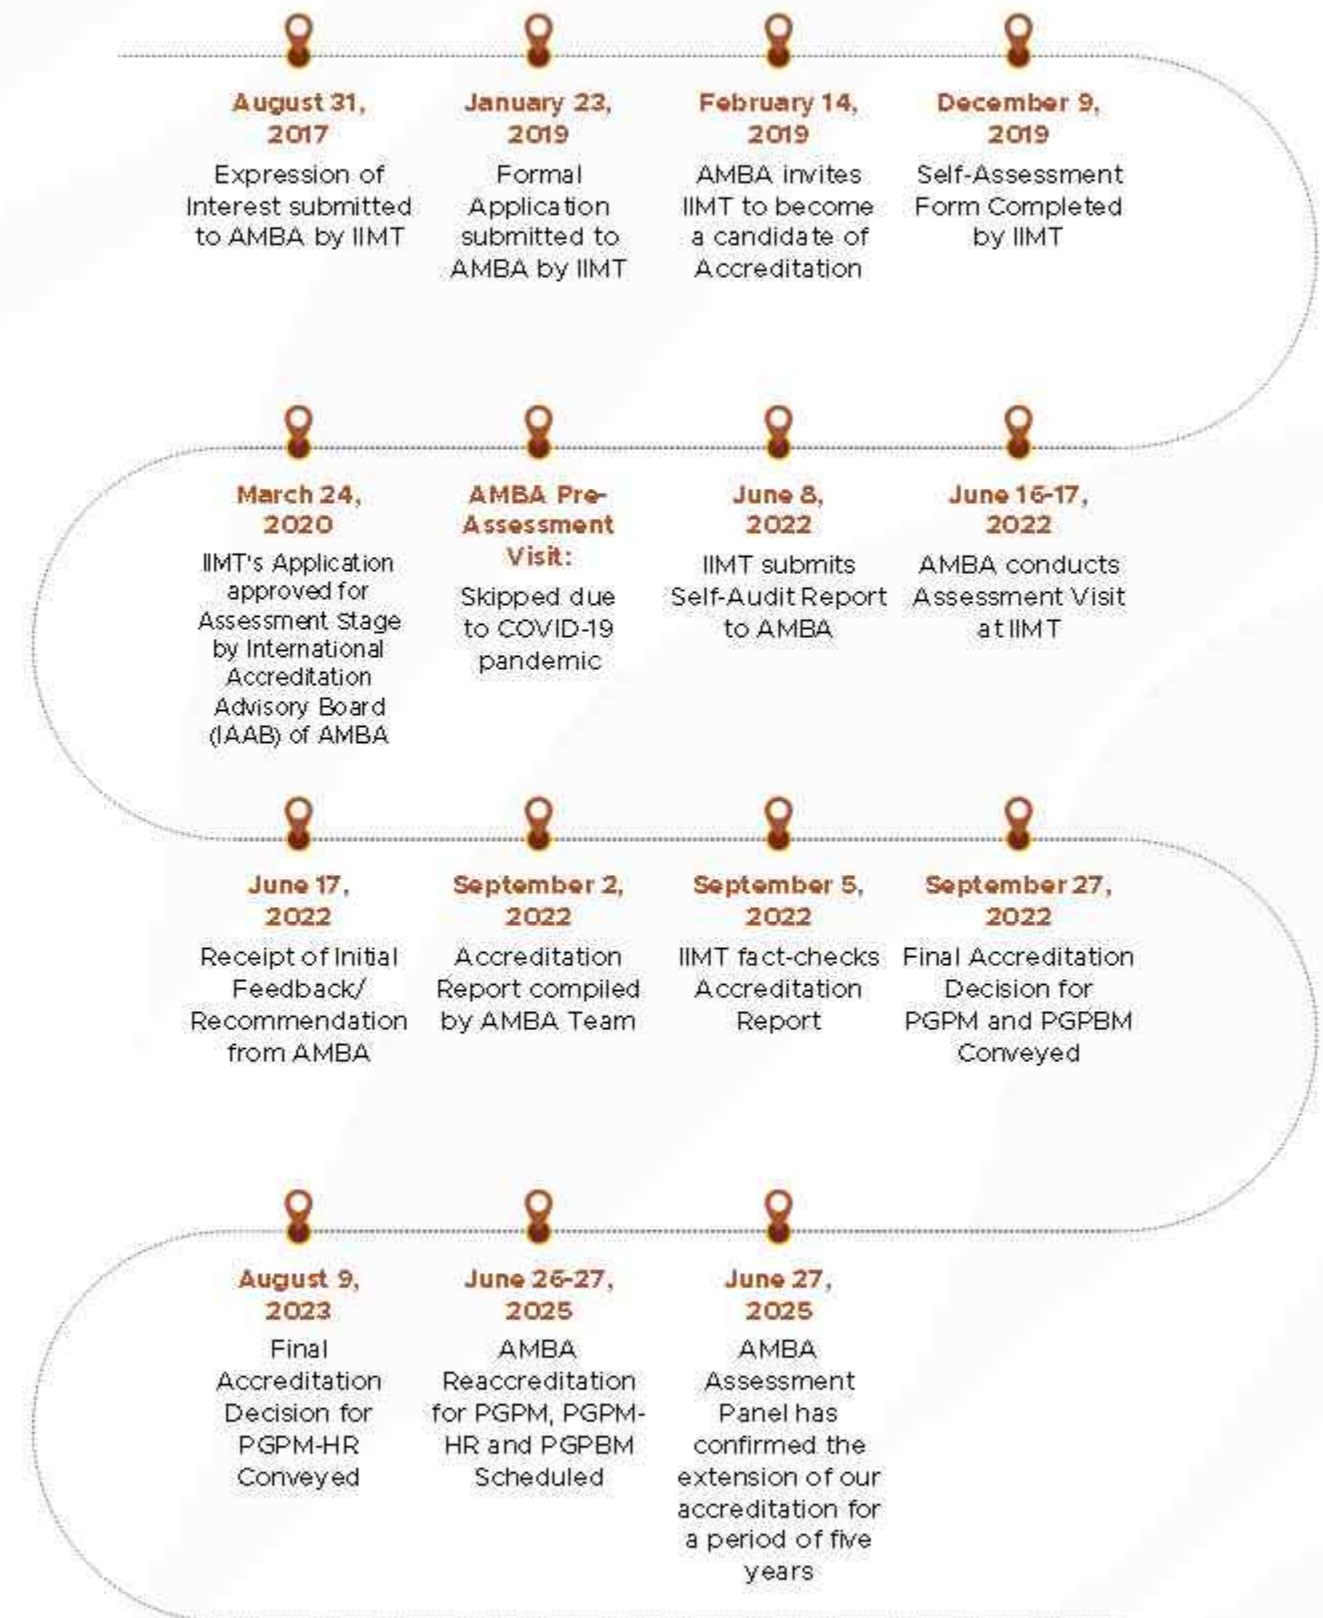 August 31,
2017
Expression of
Interest submitted
to AMBA by IIMT
January 23,
2019
Formal
Application
submitted to
AMBA by IIMT
February 14,
2019
AMBA invites
IIMT to become
a candidate of
Accreditation
December 9,
2019
Self-Assessment
Form Completed
by IIMT
March 24,
2020
IIMT's Application
approved for
Assessment Stage
by International
Accreditation
Advisory Board
(IAAB) of AMBA
AMBA Pre-
Assessment
Visit:
Skipped due
to COVID-19
pandemic
June 8,
2022
IIMT submits
Self-Audit Report
to AMBA
June 16-17,
2022
AMBA conducts
Assessment Visit
at IIMT
June 17,
2022
Receipt of Initial
Feedback/
Recommendation
from AMBA
September 2,
2022
Accreditation
Report compiled
by AMBA Team
September 5,
2022
IIMT fact-checks
Accreditation
Report
September 27,
2022
Final Accreditation
Decision for
PGPM and PGPBM
Conveyed
August 9,
2023
Final
Accreditation
Decision for
PGPM-HR
Conveyed
June 26-27,
2025
AMBA
Reaccreditation
for PGPM, PGPM-
HR and PGPBM
Scheduled
June 27,
2025
AMBA
Assessment
Panel has
confirmed the
extension of our
accreditation for
a period of five
years